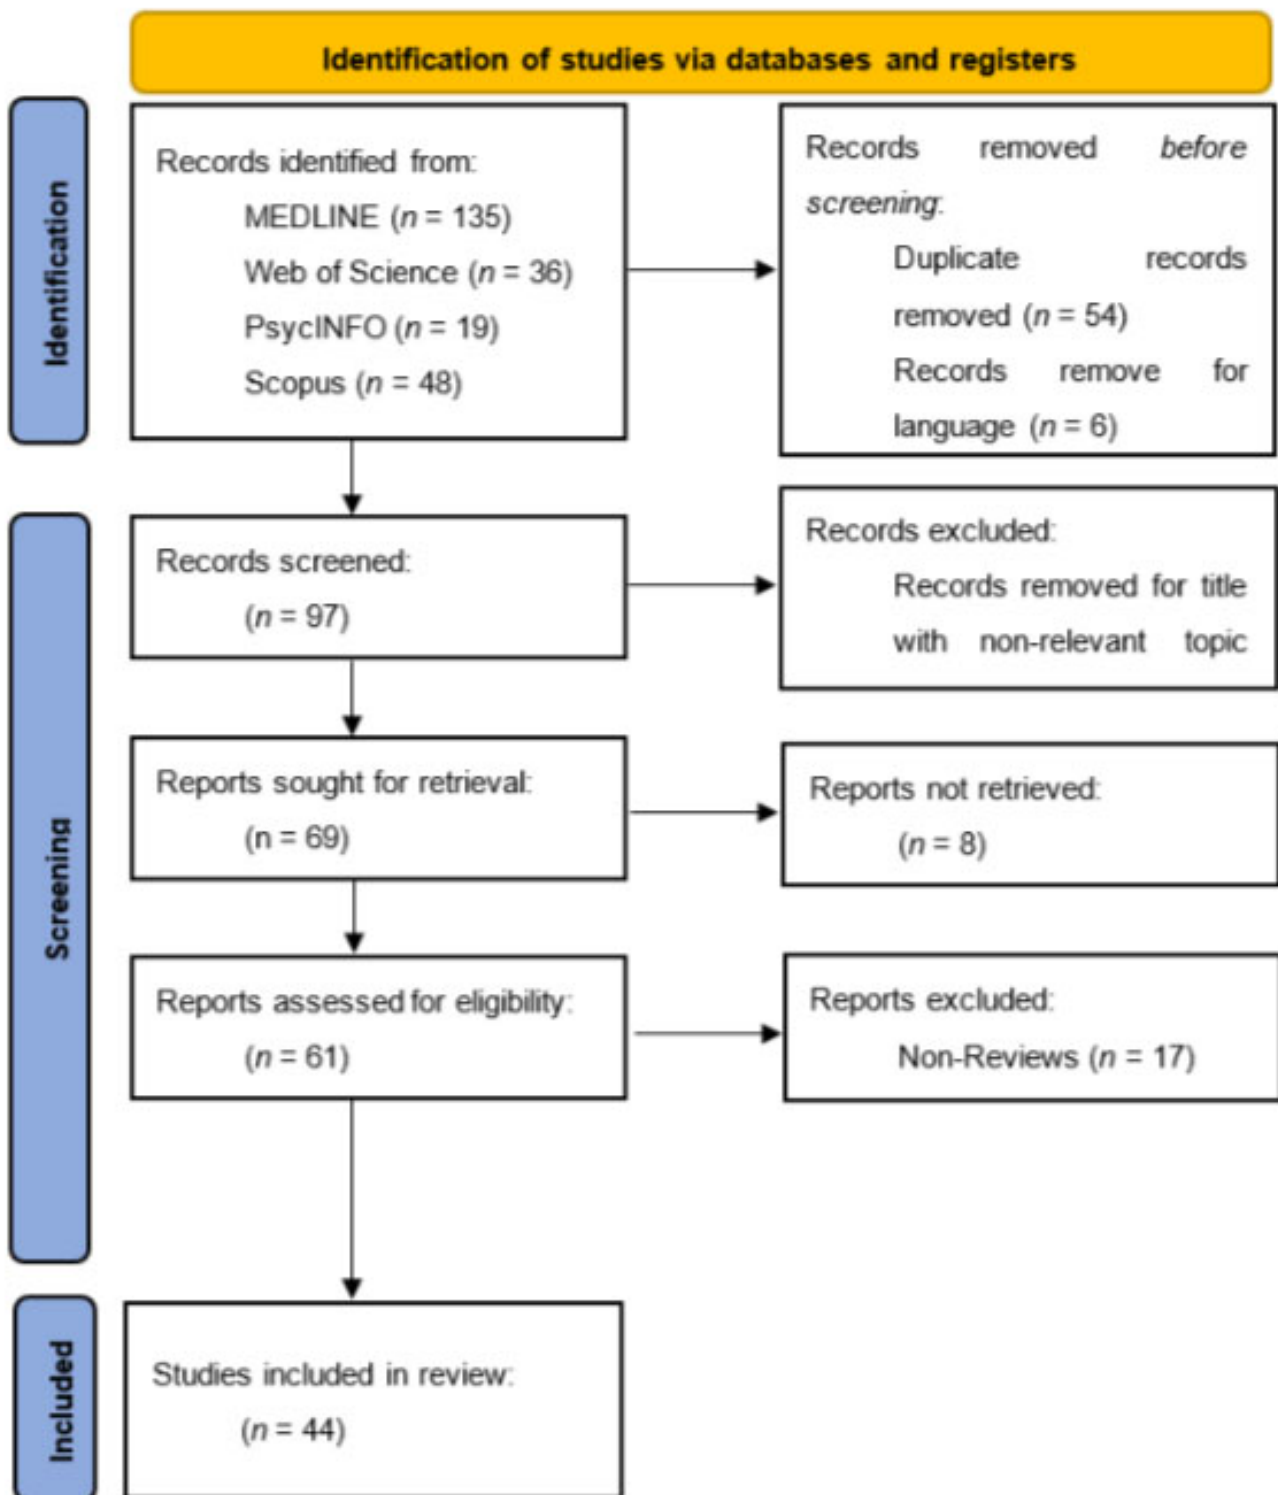 Identification of studies via databases and registers
Identification
Records identified from:
MEDLINE (n = 135)
Web of Science (n = 36)
PsycINFO (n = 19)
Scopus (n = 48)
Records removed before
screening:
Duplicate records
removed (n = 54)
Records remove for
language (n = 6)
Screening
Records screened:
(n = 97)
Records excluded:
Records removed for title
with non-relevant topic
Reports sought for retrieval:
(n = 69)
Reports not retrieved:
(n = 8)
Reports assessed for eligibility:
(n = 61)
Reports excluded:
Non-Reviews (n = 17)
Included
Studies included in review:
(n = 44)